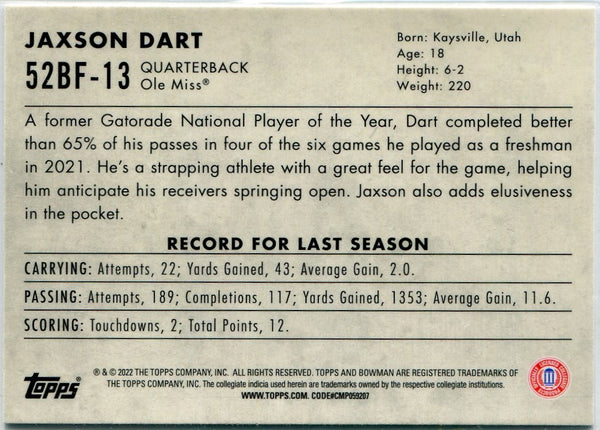 JAXSON DART
52BF-13
QUARTERBACK
Ole Miss®
Born: Kaysville, Utah
Age: 18
Height: 6-2
Weight: 220
A former Gatorade National Player of the Year, Dart completed better
than 65% of his passes in four of the six games he played as a freshman
in 2021. He's a strapping athlete with a great feel for the game, helping
him anticipate his receivers springing open. Jaxson also adds elusiveness
in the pocket.
RECORD FOR LAST SEASON
CARRYING: Attempts, 22; Yards Gained, 43; Average Gain, 2.0.
PASSING: Attempts, 189; Completions, 117; Yards Gained, 1353; Average Gain, 11.6.
SCORING: Touchdowns, 2; Total Points, 12.
Topps
® & © 2022 THE TOPPS COMPANY, INC. ALL RIGHTS RESERVED. TOPPS AND BOWMAN ARE REGISTERED TRADEMARKS OF
THE TOPPS COMPANY, INC. The collegiate indicia used herein are trademarks owned by the respective collegiate institutions.
WWW.TOPPS.COM. CODE#CMP059207